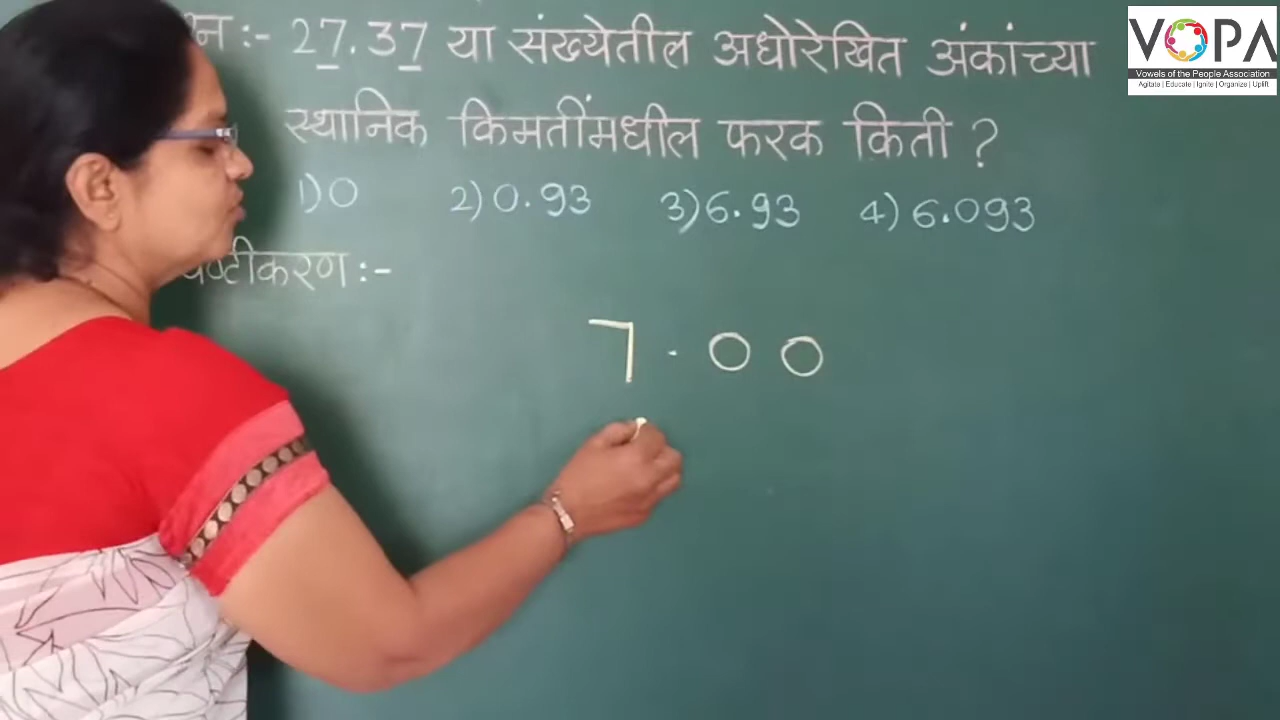 :- 27.37 या संख्येतील अधोरेखित अंकांच्या
स्थानिक किमतींमधील फरक किती ?
1) 0 2) 0.93 3) 6.93 4) 6.093
:-
7.00
VOPA
Vowels of the People Association
Agitate | Educate | Ignite | Organize | Uplift